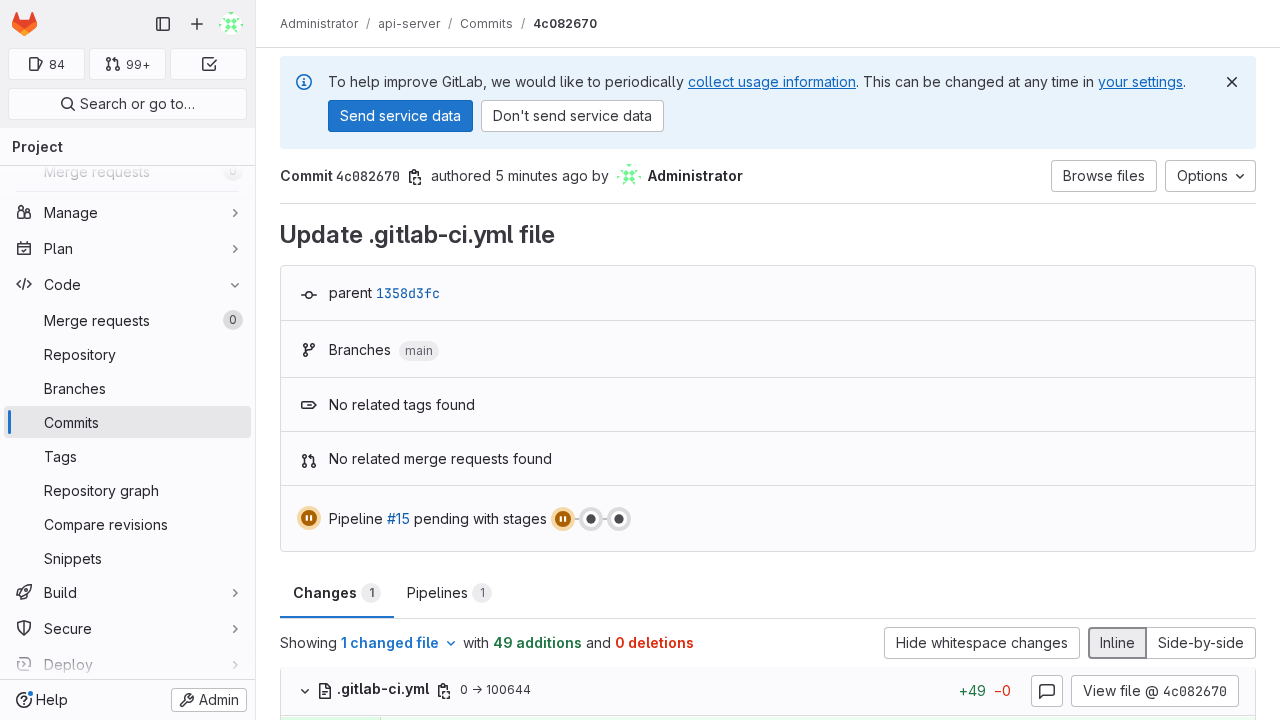 Administrator / api-server / Commits / 4c082670
84
99+
Search or go to…
Project
Merge requests 0
Manage
Plan
Code
Merge requests 0
Repository
Branches
Commits
Tags
Repository graph
Compare revisions
Snippets
Build
Secure
Deploy
Help
Admin
To help improve GitLab, we would like to periodically collect usage information. This can be changed at any time in your settings.
Send service data
Don't send service data
Commit 4c082670 authored 5 minutes ago by Administrator
Browse files
Options
Update .gitlab-ci.yml file
parent 1358d3fc
Branches main
No related tags found
No related merge requests found
Pipeline #15 pending with stages
Changes 1
Pipelines 1
Showing 1 changed file with 49 additions and 0 deletions
Hide whitespace changes
Inline
Side-by-side
.gitlab-ci.yml 0 → 100644
+49 −0
View file @ 4c082670